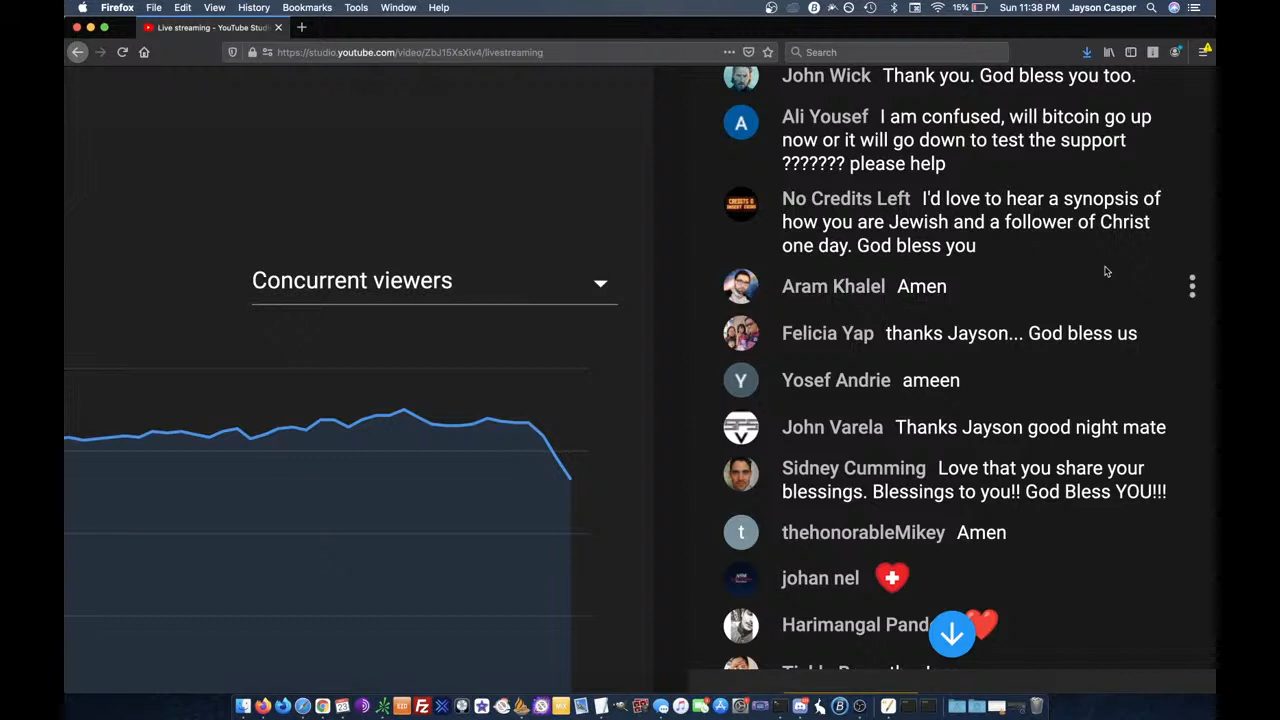 Firefox File Edit View History Bookmarks Tools Window Help 15% Sun 11:38 PM Jayson Casper
Live streaming - YouTube Studi
https://studio.youtube.com/video/ZbJ15XsXiv4/livestreaming Search
Concurrent viewers
John Wick Thank you. God bless you too.
Ali Yousef I am confused, will bitcoin go up
now or it will go down to test the support
??????? please help
No Credits Left I'd love to hear a synopsis of
how you are Jewish and a follower of Christ
one day. God bless you
Aram Khalel Amen
Felicia Yap thanks Jayson... God bless us
Yosef Andrie ameen
John Varela Thanks Jayson good night mate
Sidney Cumming Love that you share your
blessings. Blessings to you!! God Bless YOU!!!
thehonorableMikey Amen
johan nel
Harimangal Pand